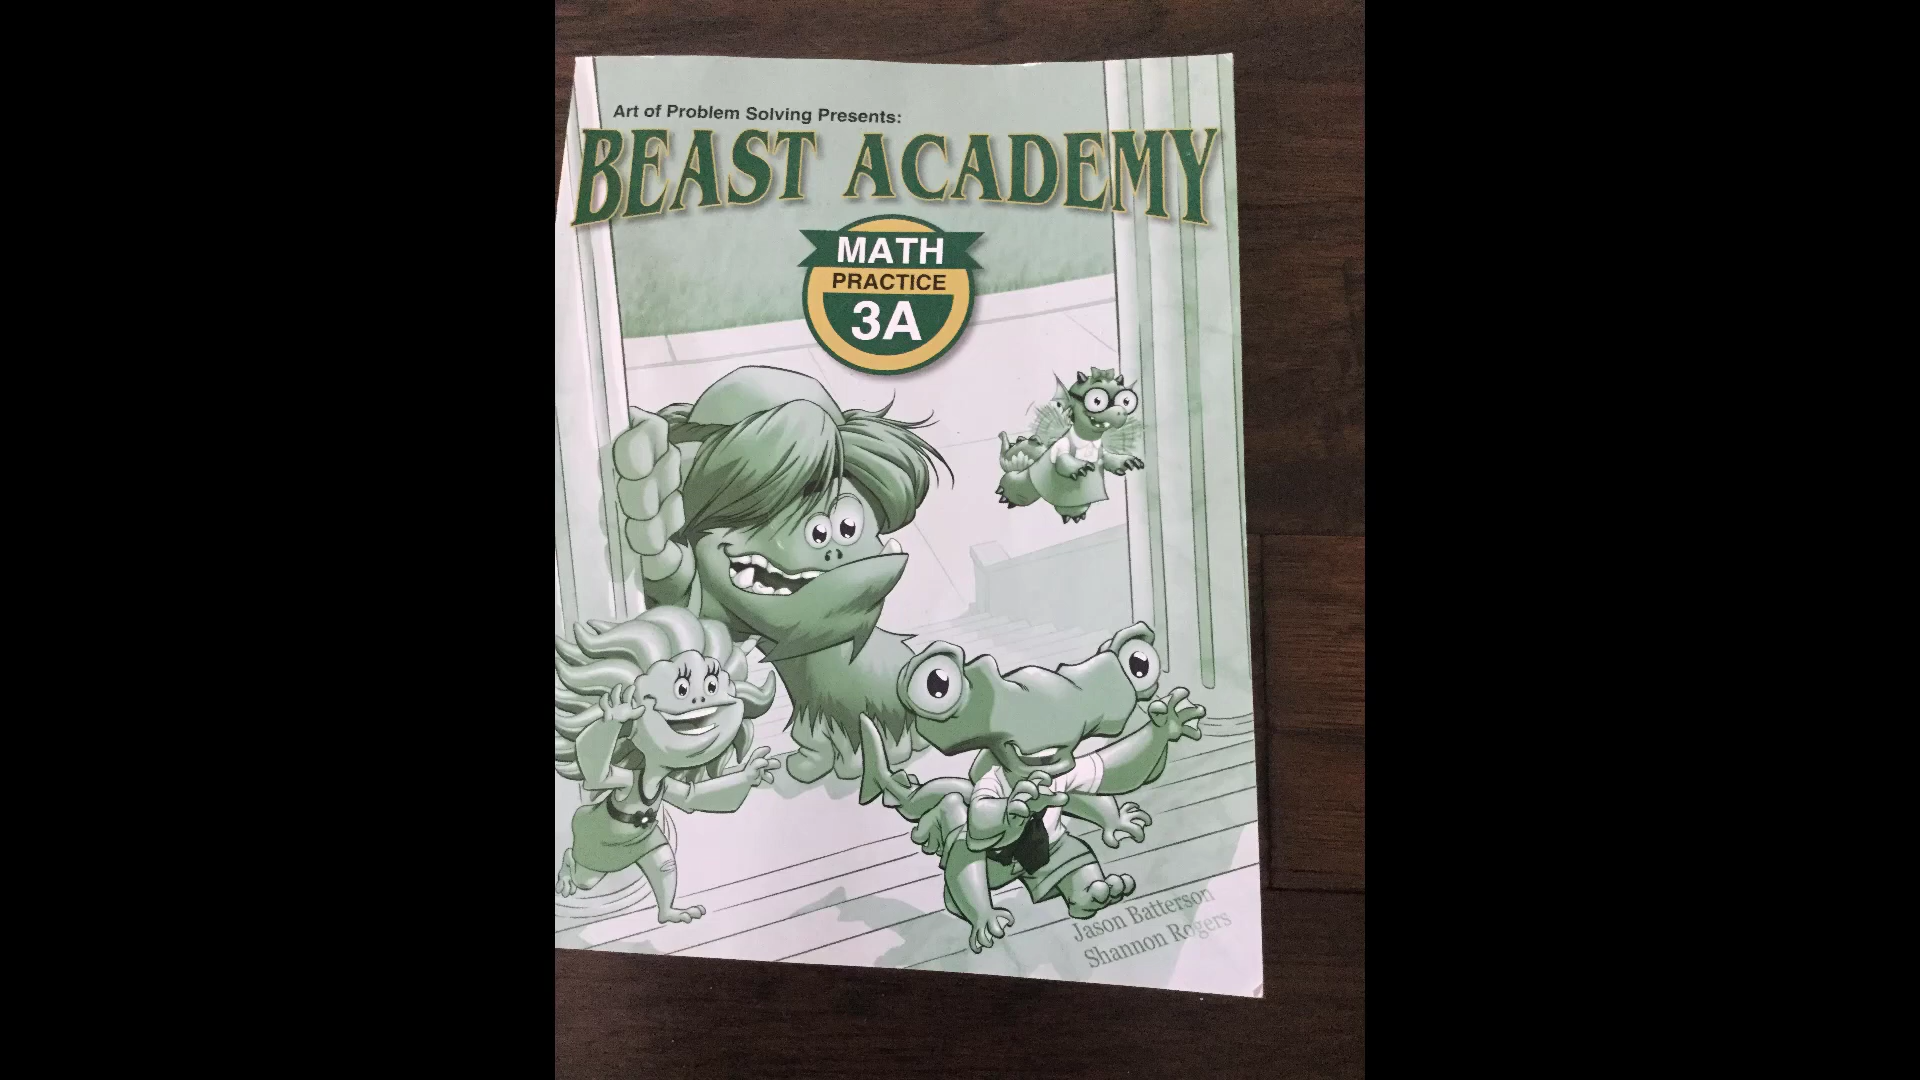 Art of Problem Solving Presents:
BEAST ACADEMY
MATH
PRACTICE
3A
Jason Batterson
Shannon Rogers